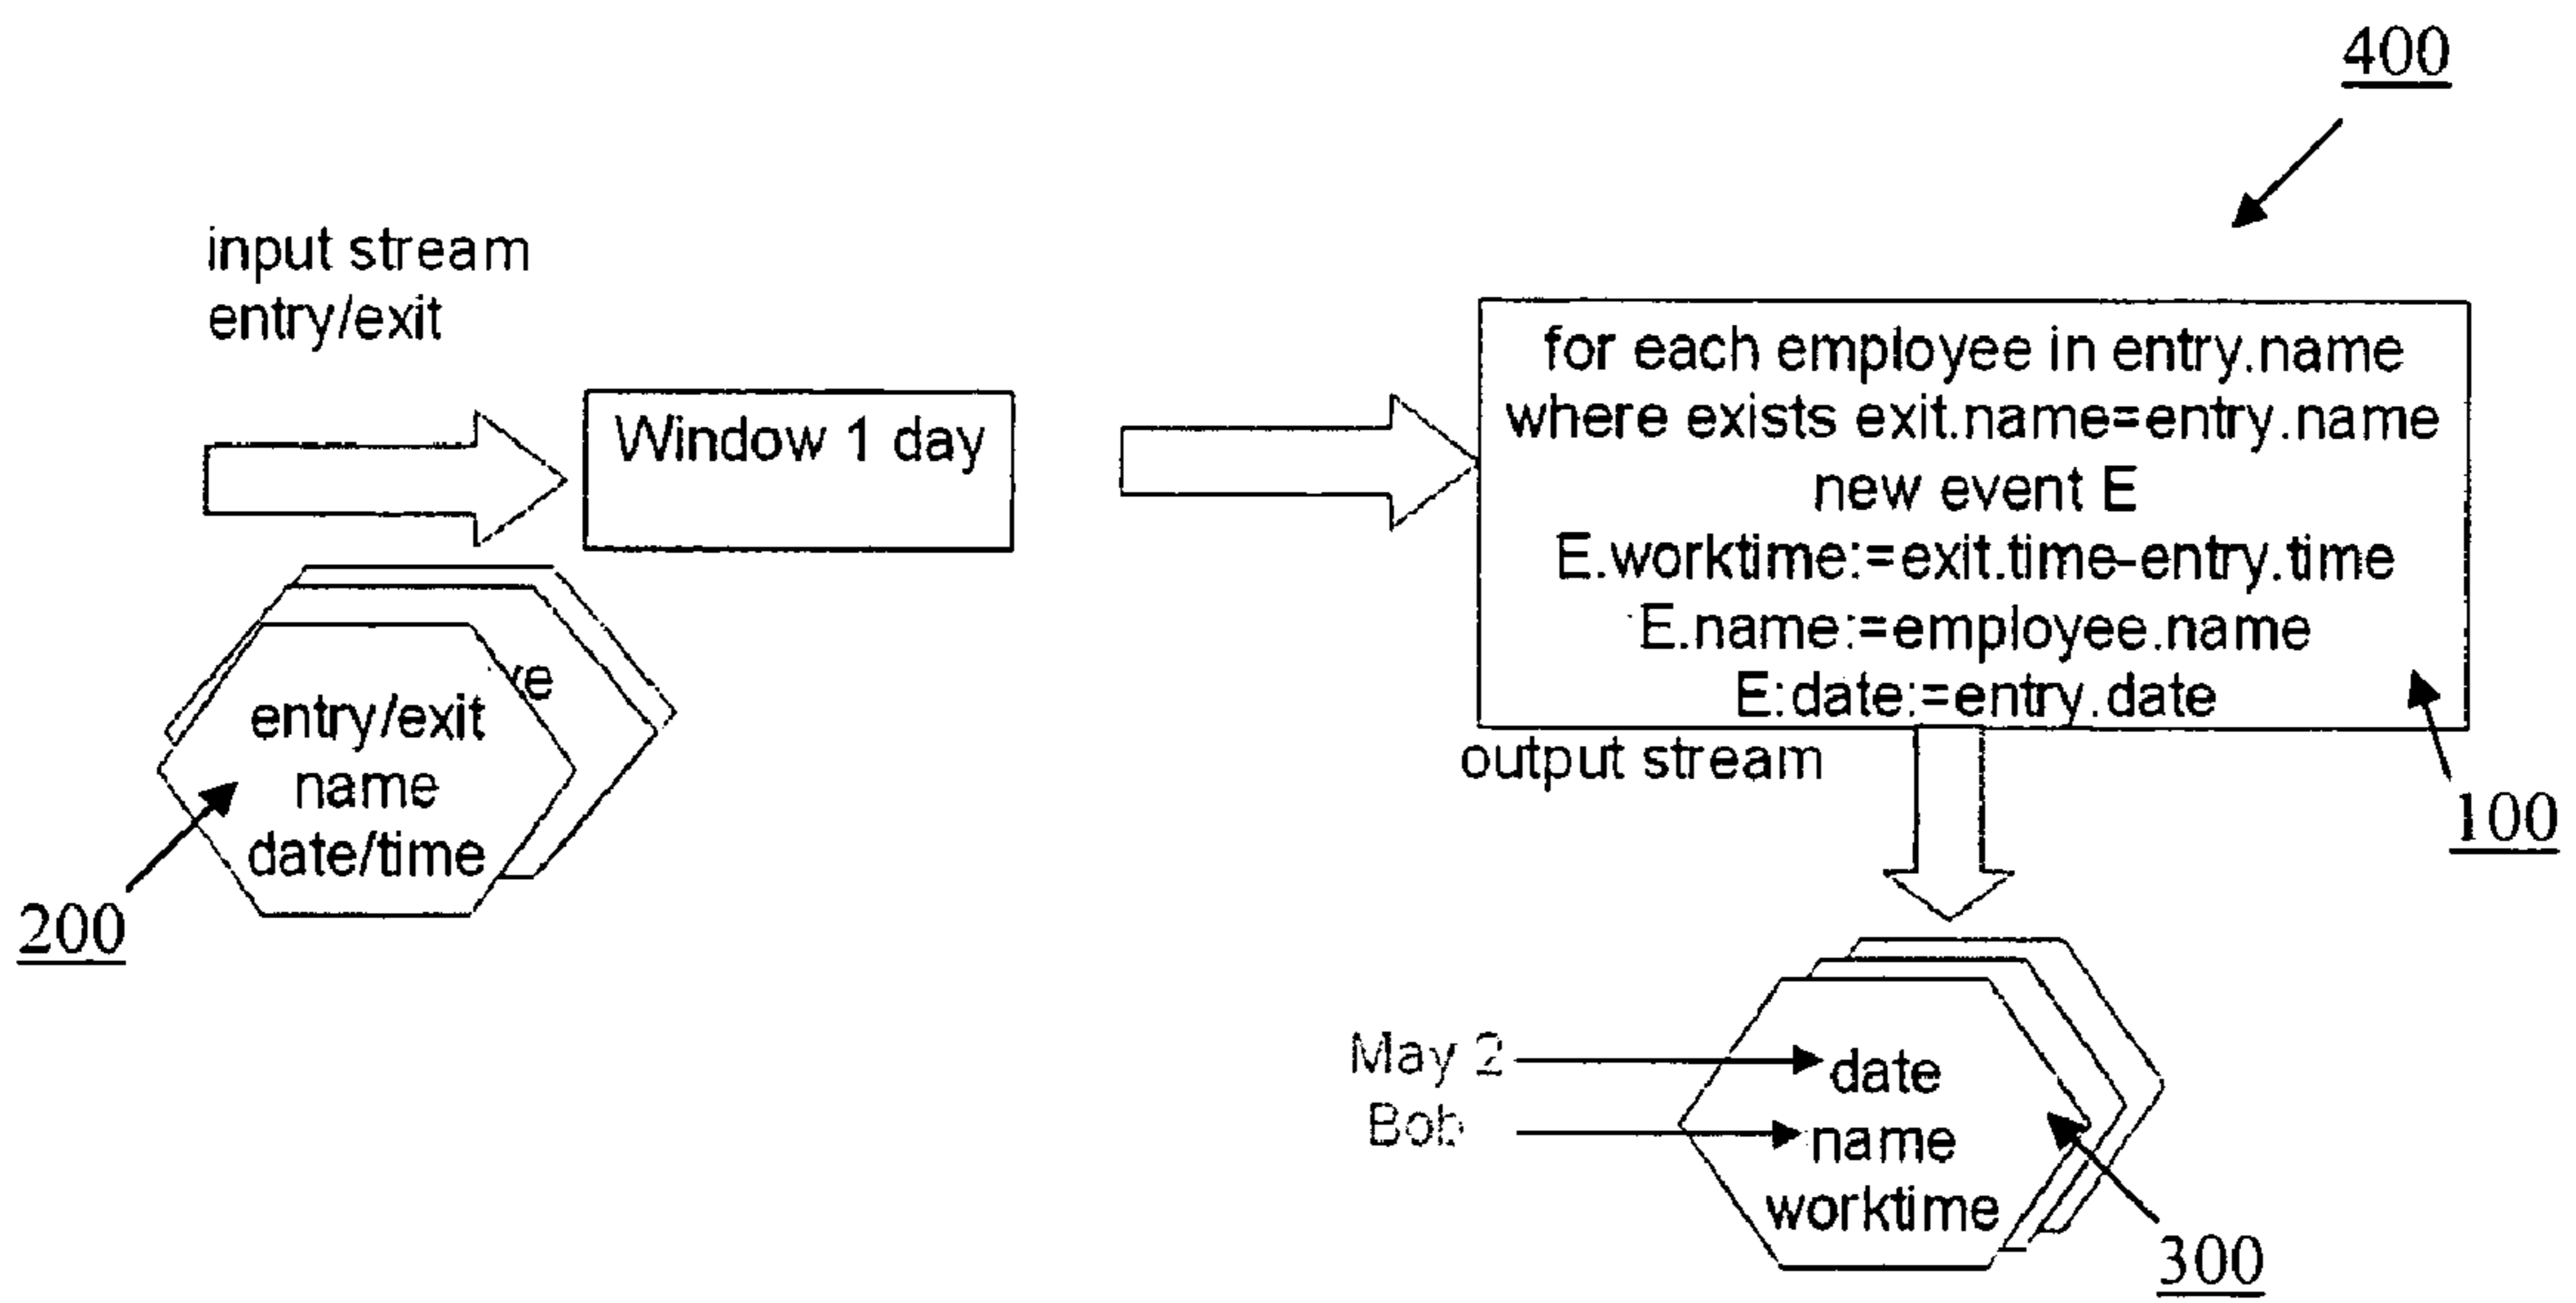 400
input stream
entry/exit
Window 1 day
for each employee in entry.name
where exists exit.name=entry.name
new event E
E.worktime:=exit.time-entry.time
E.name:=employee.name
E:date:=entry.date
entry/exit
name
date/time
200
output stream
100
May 2
Bob
date
name
worktime
300